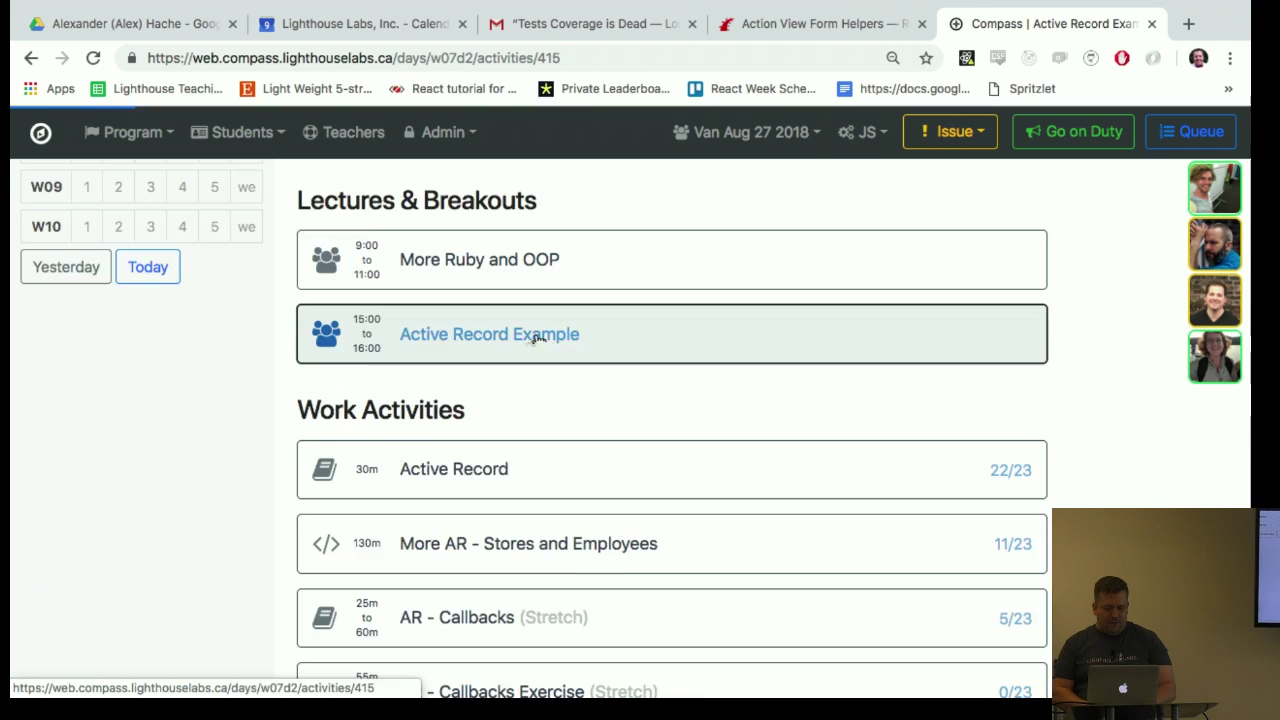 Alexander (Alex) Hache - Goo
Lighthouse Labs, Inc. - Calend
“Tests Coverage is Dead — Lo
Action View Form Helpers — R
Compass | Active Record Exam
https://web.compass.lighthouselabs.ca/days/w07d2/activities/415
Apps
Lighthouse Teachi...
Light Weight 5-str...
React tutorial for ...
Private Leaderboa...
React Week Sche...
https://docs.googl...
Spritzlet
»
Program
Students
Teachers
Admin
Van Aug 27 2018
JS
! Issue
Go on Duty
Queue
W09 1 2 3 4 5 we
W10 1 2 3 4 5 we
Yesterday
Today
Lectures & Breakouts
9:00
to
11:00
More Ruby and OOP
15:00
to
16:00
Active Record Example
Work Activities
30m
Active Record
22/23
</>
130m
More AR - Stores and Employees
11/23
25m
to
60m
AR - Callbacks (Stretch)
5/23
55m
- Callbacks Exercise (Stretch)
0/23
https://web.compass.lighthouselabs.ca/days/w07d2/activities/415
LIGHTHOUSE LABS